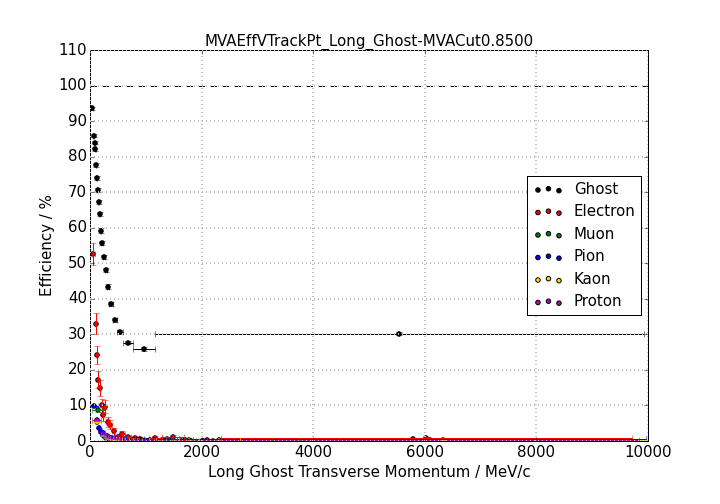 MVAEffVTrackPt_Long_Ghost-MVACut0.8500
110
100
90
80
70
60
50
40
30
20
10
0
Efficiency / %
Ghost
Electron
Muon
Pion
Kaon
Proton
0 2000 4000 6000 8000 10000
Long Ghost Transverse Momentum / MeV/c